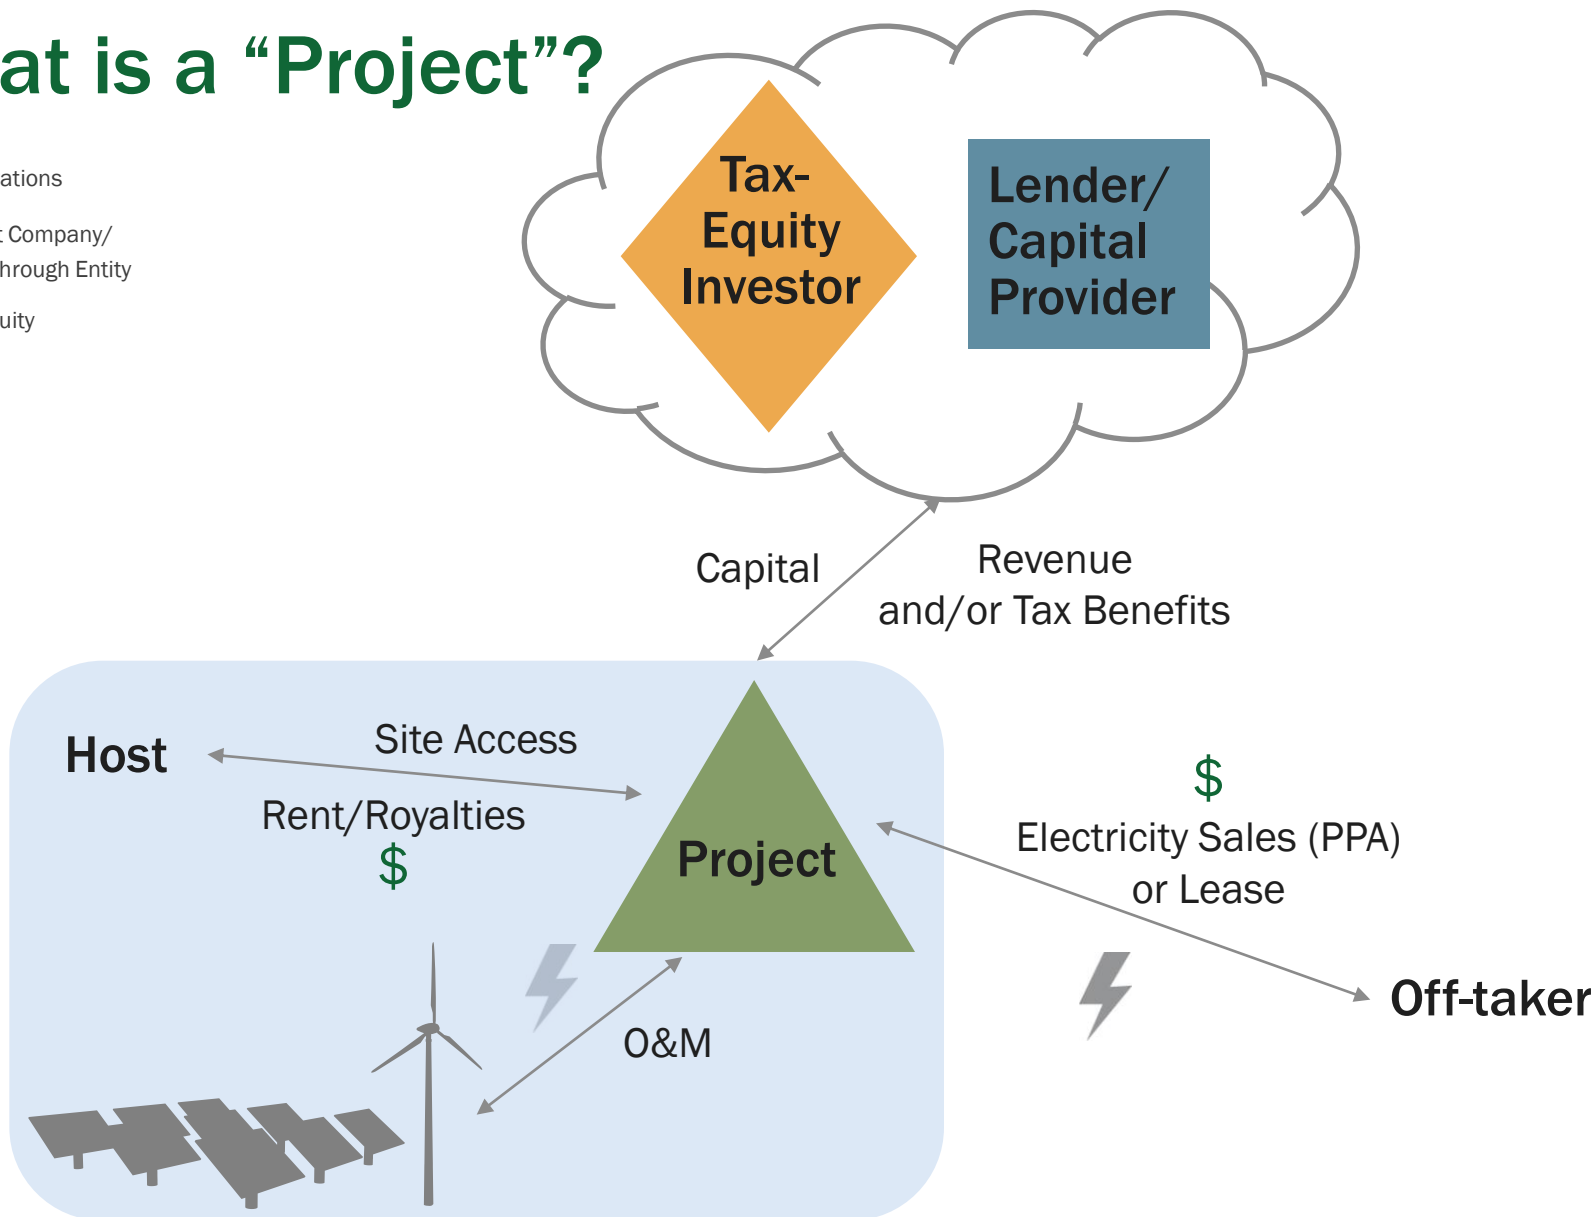 at is a “Project”?
ations
t Company/
hrough Entity
uity
Tax-
Equity
Investor
Lender/
Capital
Provider
Capital
Revenue
and/or Tax Benefits
Host
Site Access
Rent/Royalties
$
Project
$
Electricity Sales (PPA)
or Lease
O&M
Off-taker